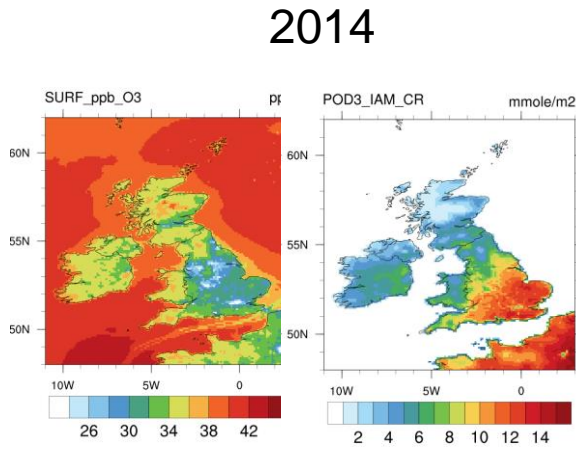 2014
SURF_ppb_O3
pp
POD3_IAM_CR
mmole/m2
60N
55N
50N
10W
5W
0
26
30
34
38
42
60N
55N
50N
10W
5W
0
2
4
6
8
10
12
14